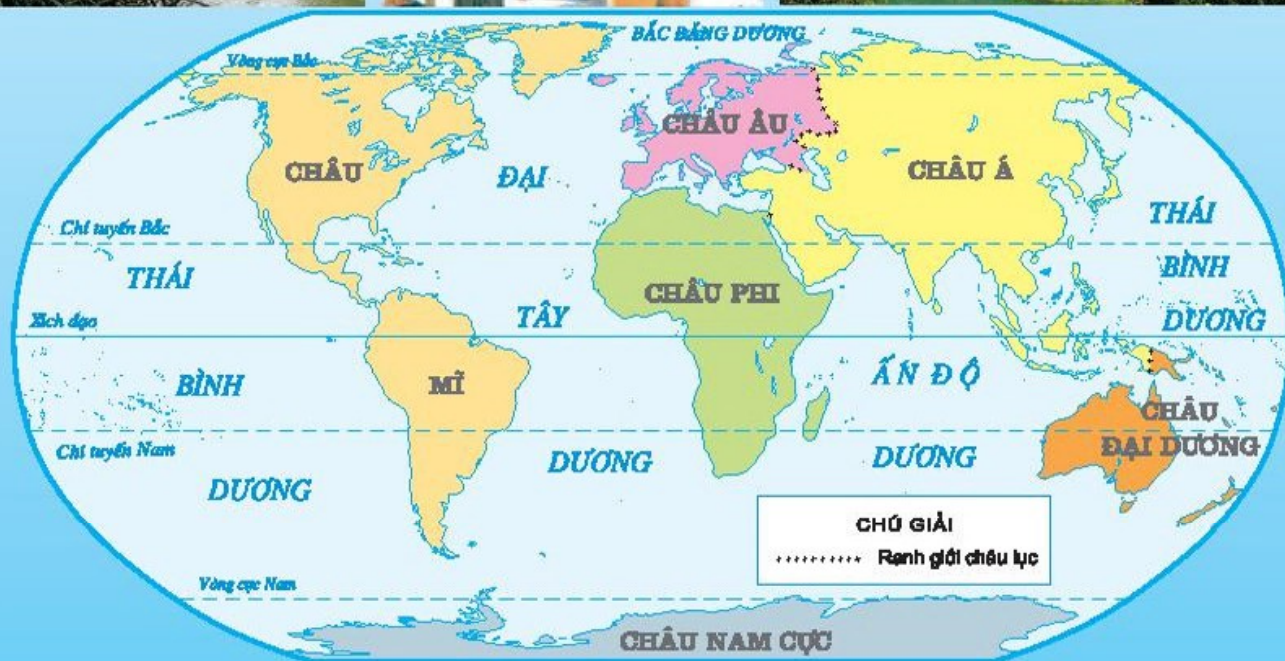 BẮC BĂNG DƯƠNG
Vòng cực Bắc
CHÂU ÂU
CHÂU
ĐẠI
CHÂU Á
THÁI
Chí tuyến Bắc
BÌNH
THÁI
CHÂU PHI
TÂY
DƯƠNG
Xích đạo
ẤN ĐỘ
BÌNH
MĨ
CHÂU
Chí tuyến Nam
ĐẠI DƯƠNG
DƯƠNG
DƯƠNG
DƯƠNG
CHÚ GIẢI
Ranh giới châu lục
Vòng cực Nam
CHÂU NAM CỰC